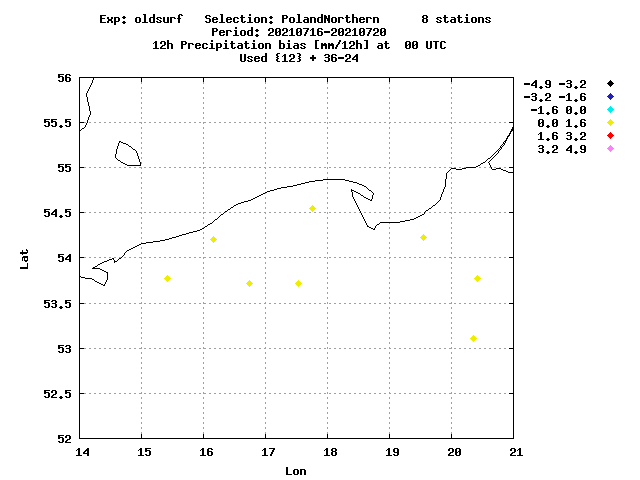 Exp: oldsurf   Selection: PolandNorthern      8 stations
Period: 20210716-20210720
12h Precipitation bias [mm/12h] at  00 UTC
Used {12} + 36-24
56
55.5
55
54.5
54
53.5
53
52.5
52
14 15 16 17 18 19 20 21
Lat
Lon
-4.9 -3.2
-3.2 -1.6
-1.6 0.0
0.0 1.6
1.6 3.2
3.2 4.9